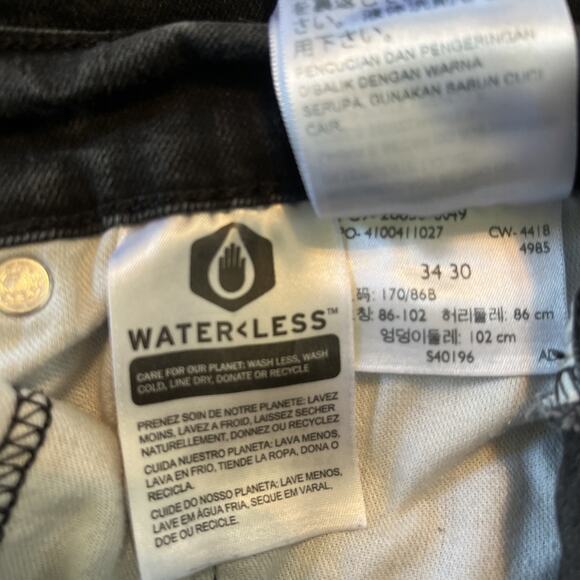 用下さい。
PENCUCIAN DAN PENGERINGAN
DIBALIK DENGAN WARNA
SERUPA, GUNAKAN SABUN CUCI
CAIR.
PO- 4100411027 CW- 4418
4985
34 30
码: 170/86B
칭: 86-102 허리둘레: 86 cm
엉덩이둘레: 102 cm
S40196 AD
WATER<LESS™
CARE FOR OUR PLANET: WASH LESS, WASH
COLD, LINE DRY, DONATE OR RECYCLE
PRENEZ SOIN DE NOTRE PLANETE: LAVEZ
MOINS, LAVEZ A FROID, LAISSEZ SECHER
NATURELLEMENT, DONNEZ OU RECYCLEZ
CUIDA NUESTRO PLANETA: LAVA MENOS,
LAVA EN FRIO, TIENDE LA ROPA, DONA O
RECICLA.
CUIDE DO NOSSO PLANETA: LAVE MENOS,
LAVE EM ÁGUA FRIA, SEQUE EM VARAL,
DOE OU RECICLE.